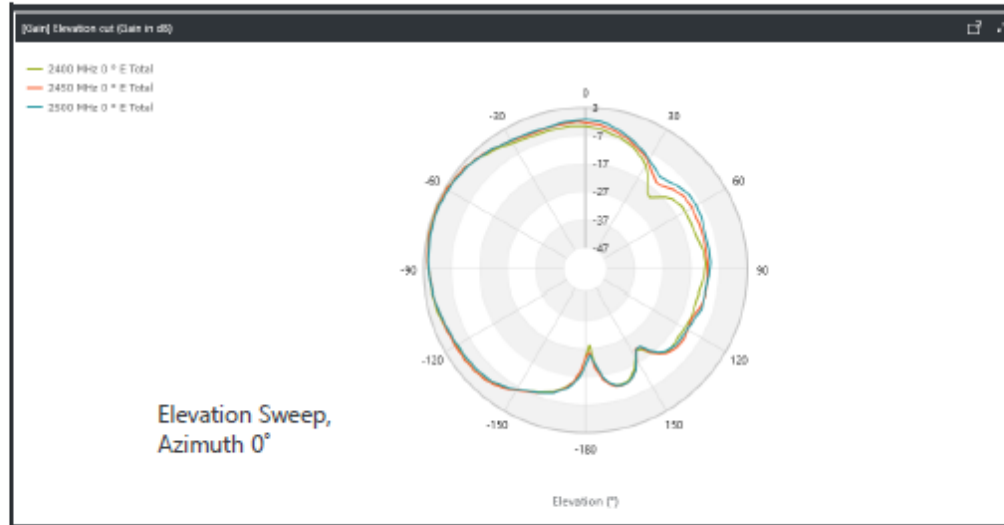 [Gain] Elevation cut (Gain in dB)
2400 MHz 0 ° E Total
2450 MHz 0 ° E Total
2500 MHz 0 ° E Total
0
3
-30
30
-7
-17
-60
60
-27
-37
-47
-90
90
-120
120
-150
150
-180
Elevation Sweep,
Azimuth 0°
Elevation (°)